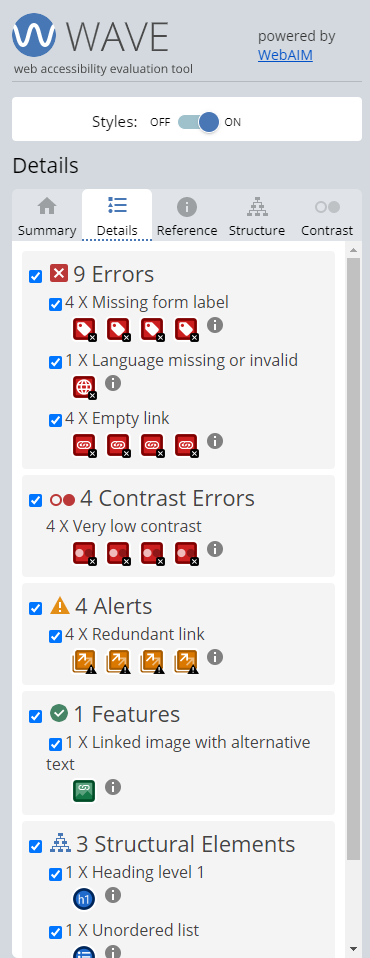 WAVE
powered by
WebAIM
web accessibility evaluation tool
Styles: OFF ON
Details
Summary Details Reference Structure Contrast
9 Errors
4 X Missing form label
1 X Language missing or invalid
4 X Empty link
4 Contrast Errors
4 X Very low contrast
4 Alerts
4 X Redundant link
1 Features
1 X Linked image with alternative
text
3 Structural Elements
1 X Heading level 1
h1
1 X Unordered list